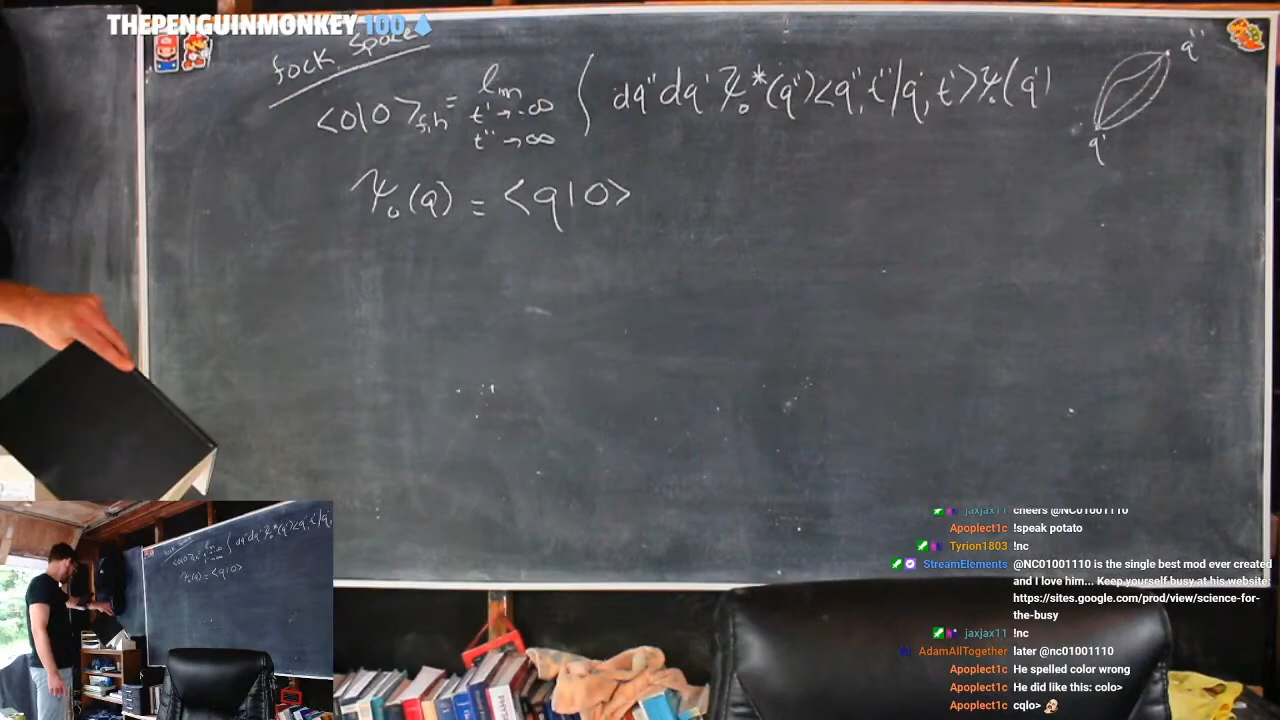 THEPENGUINMONKEY 100
fock space
<0|0>f,h = lim t'→-∞ t''→∞ ∫ dq'' dq' ψ₀*(q'')<q'',t''|q',t'>ψ₀(q')
q''
q'
ψ₀(q) = <q|0>
jaxjax11 cheers @NC01001110
Apoplect1c !speak potato
Tyrion1803 !nc
StreamElements @NC01001110 is the single best mod ever created
and I love him... Keep yourself busy at his website:
https://sites.google.com/prod/view/science-for-
the-busy
jaxjax11 !nc
AdamAllTogether later @nc01001110
Apoplect1c He spelled color wrong
Apoplect1c He did like this: colo>
Apoplect1c cqlo>